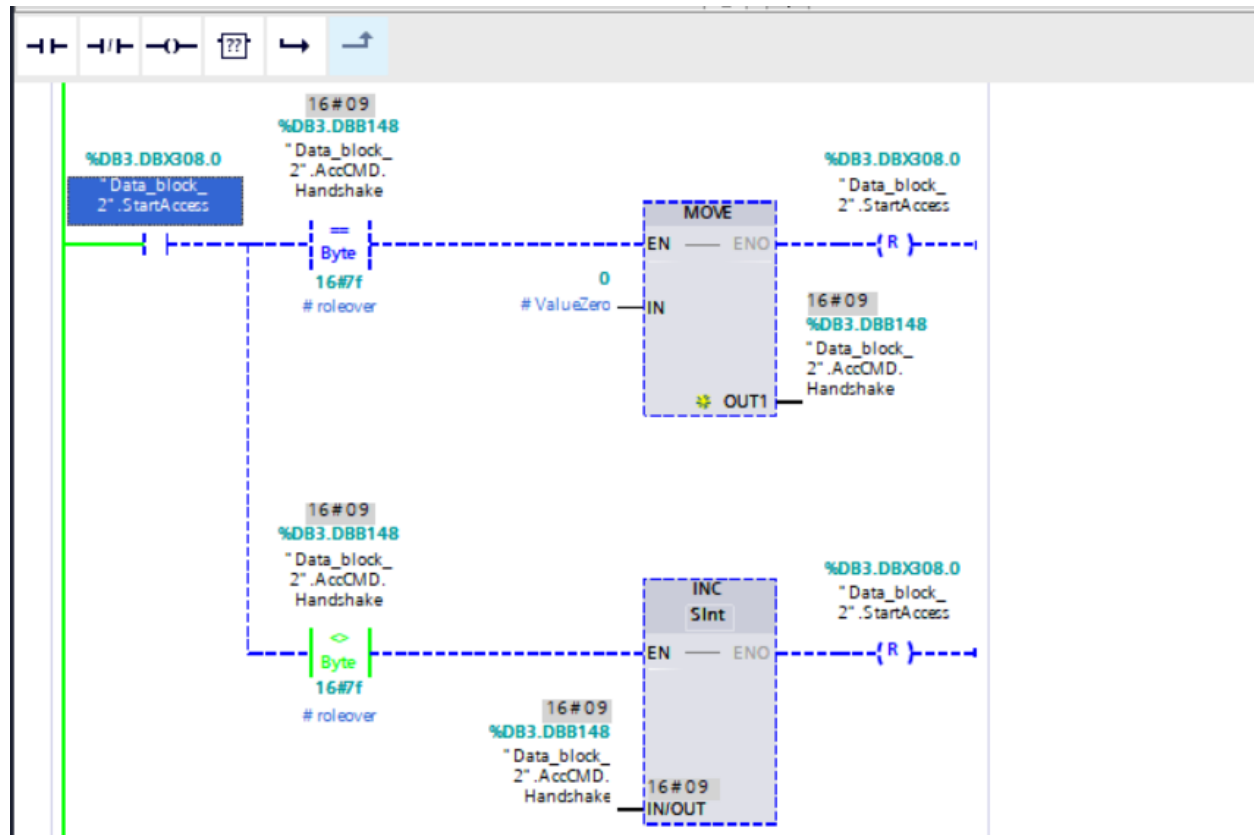 ??
16#09
%DB3.DBB148
"Data_block_
2".AccCMD.
Handshake
%DB3.DBX308.0
"Data_block_
2".StartAccess
==
Byte
16#7f
#roleover
MOVE
EN
ENO
0
#ValueZero
IN
OUT1
%DB3.DBX308.0
"Data_block_
2".StartAccess
R
16#09
%DB3.DBB148
"Data_block_
2".AccCMD.
Handshake
16#09
%DB3.DBB148
"Data_block_
2".AccCMD.
Handshake
<>
Byte
16#7f
#roleover
INC
SInt
EN
ENO
16#09
%DB3.DBB148
"Data_block_
2".AccCMD.
Handshake
16#09
IN/OUT
%DB3.DBX308.0
"Data_block_
2".StartAccess
R